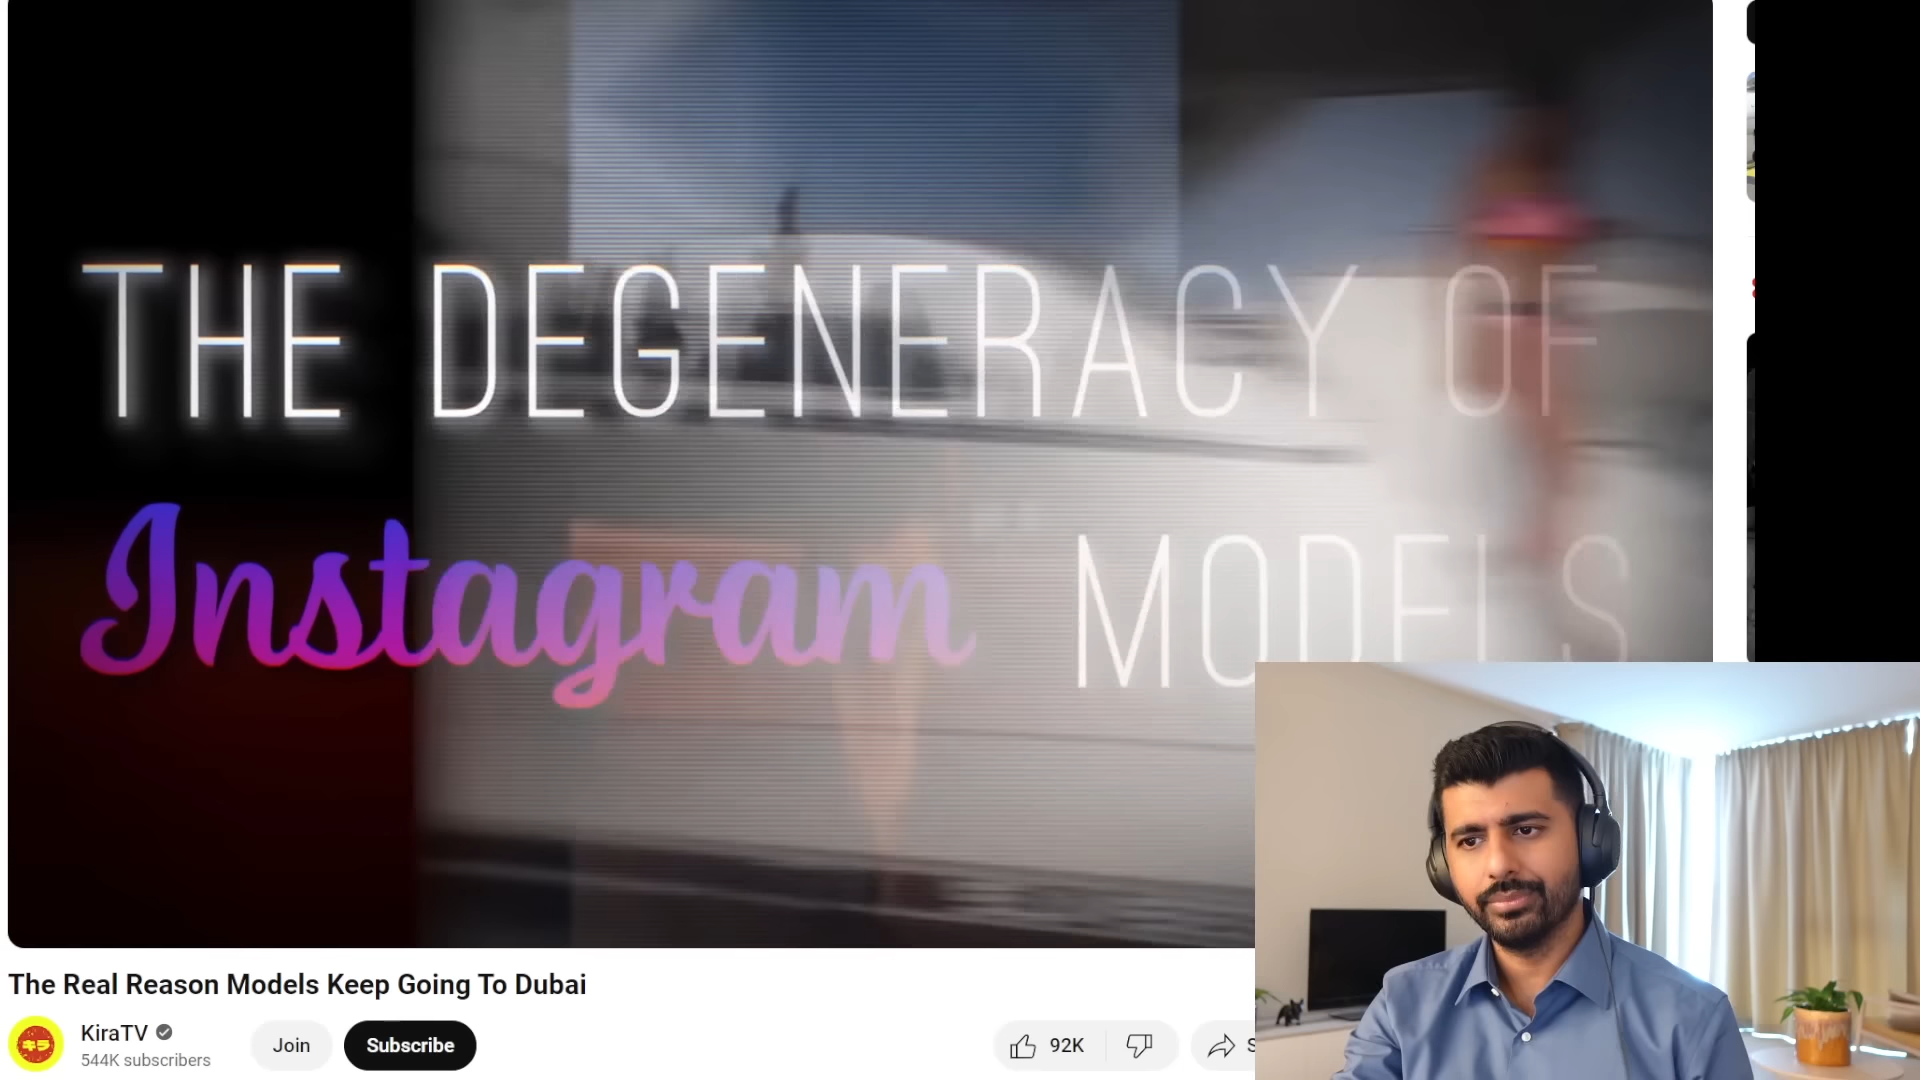 THE DEGENERACY OF
Instagram MODELS
The Real Reason Models Keep Going To Dubai
KiraTV
544K subscribers
Join
Subscribe
92K